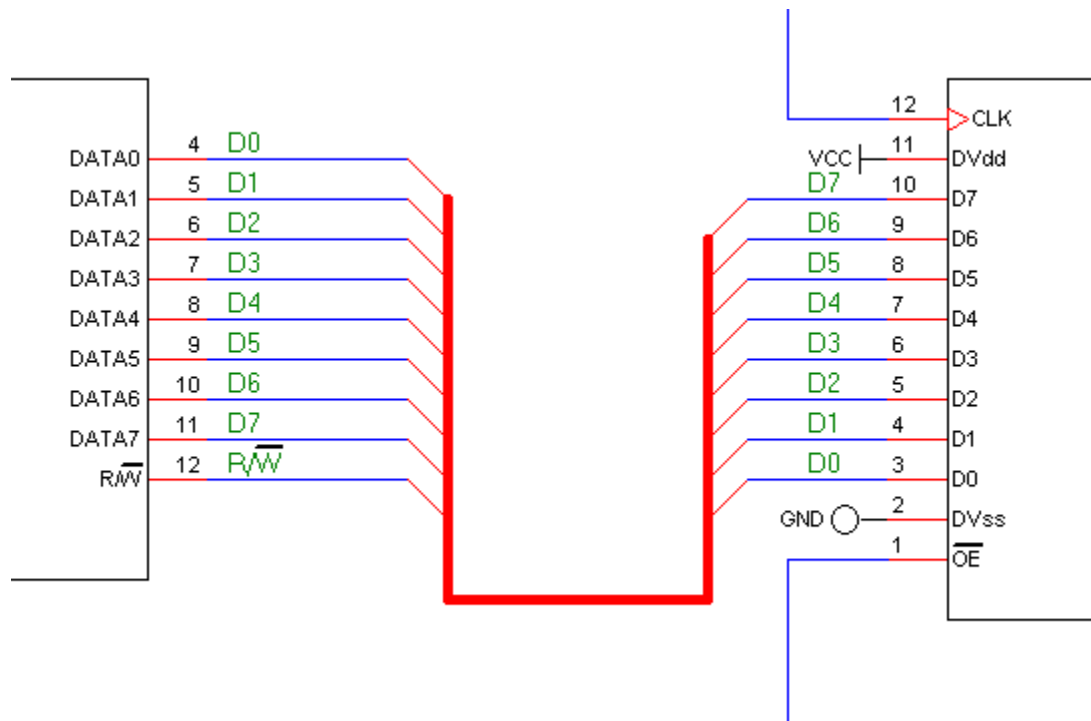 DATA0 4 D0
DATA1 5 D1
DATA2 6 D2
DATA3 7 D3
DATA4 8 D4
DATA5 9 D5
DATA6 10 D6
DATA7 11 D7
R/W̅ 12 R/W̅
12 CLK
VCC 11 DVdd
D7 10 D7
D6 9 D6
D5 8 D5
D4 7 D4
D3 6 D3
D2 5 D2
D1 4 D1
D0 3 D0
GND 2 DVss
1 O̅E̅